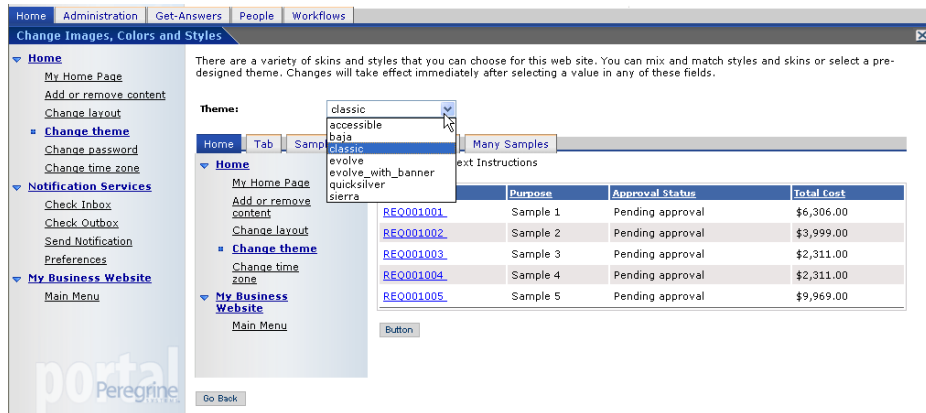 Home Administration Get-Answers People Workflows
Change Images, Colors and Styles
Home
My Home Page
Add or remove content
Change layout
Change theme
Change password
Change time zone
Notification Services
Check Inbox
Check Outbox
Send Notification
Preferences
My Business Website
Main Menu
portal
Peregrine
There are a variety of skins and styles that you can choose for this web site. You can mix and match styles and skins or select a pre-
designed theme. Changes will take effect immediately after selecting a value in any of these fields.
Theme: classic
accessible
baja
classic
evolve
evolve_with_banner
quicksilver
sierra
Home Tab Samp Many Samples
ext Instructions
Home
My Home Page
Add or remove
content
Change layout
Change theme
Change time
zone
My Business
Website
Main Menu
Purpose Approval Status Total Cost
REQ001001 Sample 1 Pending approval $6,306.00
REQ001002 Sample 2 Pending approval $3,999.00
REQ001003 Sample 3 Pending approval $2,311.00
REQ001004 Sample 4 Pending approval $2,311.00
REQ001005 Sample 5 Pending approval $9,969.00
Button
Go Back